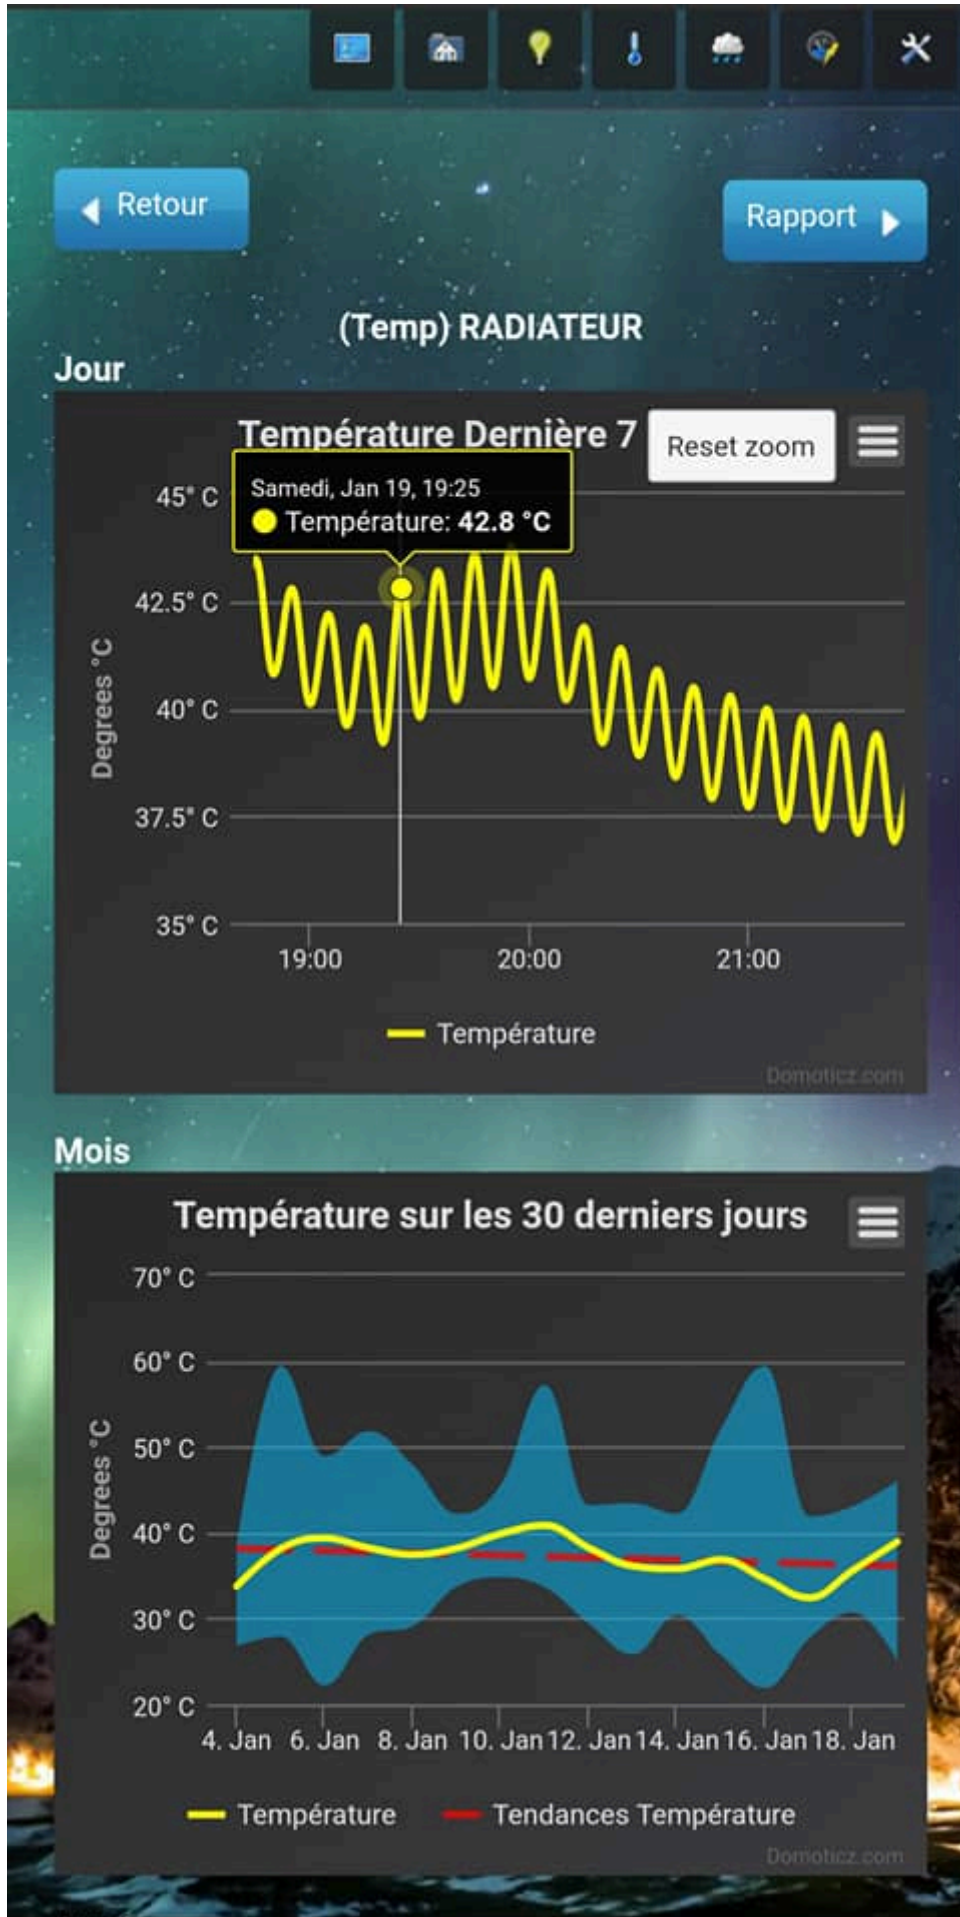 Retour
Rapport
(Temp) RADIATEUR
Jour
Température Dernière 7
Reset zoom
Samedi, Jan 19, 19:25
Température: 42.8 °C
45° C
42.5° C
40° C
37.5° C
35° C
Degrees °C
19:00 20:00 21:00
Température
Domoticz.com
Mois
Température sur les 30 derniers jours
70° C
60° C
50° C
40° C
30° C
20° C
Degrees °C
4. Jan 6. Jan 8. Jan 10. Jan 12. Jan 14. Jan 16. Jan 18. Jan
Température Tendances Température
Domoticz.com